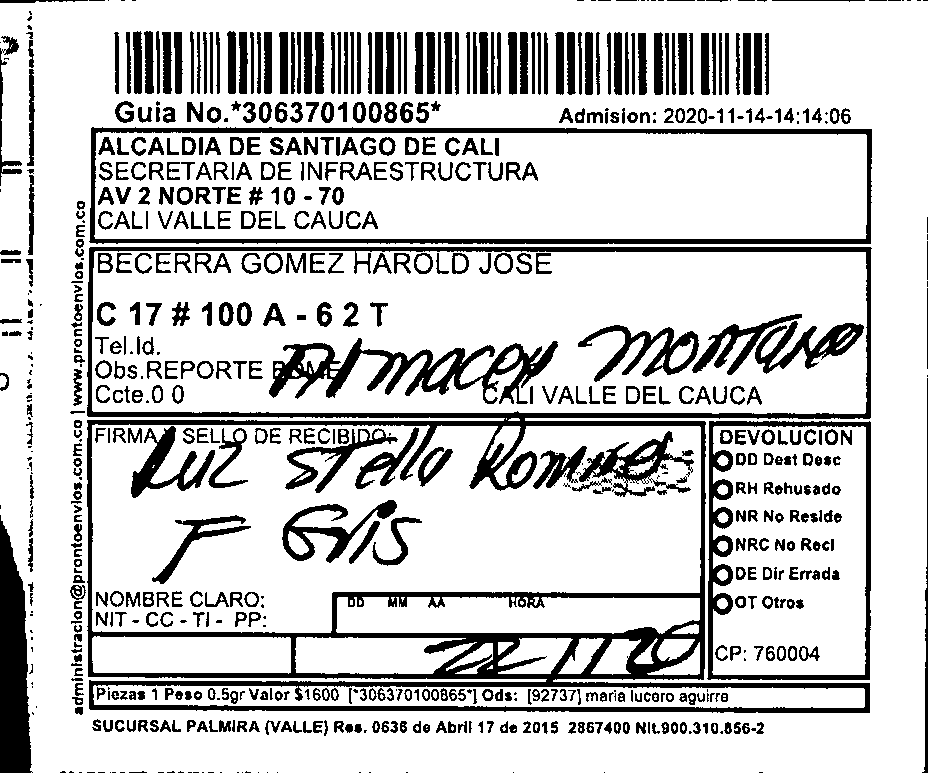 Guia No.*306370100865*
Admision: 2020-11-14-14:14:06
ALCALDIA DE SANTIAGO DE CALI
SECRETARIA DE INFRAESTRUCTURA
AV 2 NORTE # 10 - 70
CALI VALLE DEL CAUCA
BECERRA GOMEZ HAROLD JOSE
C 17 # 100 A - 6 2 T
Tel.Id.
Obs.REPORTE
Ccte.0 0
CALI VALLE DEL CAUCA
FIRMA Y SELLO DE RECIBIDO:
Luz Stella
F Gris
NOMBRE CLARO:
NIT - CC - TI - PP:
DD MM AA HORA
DEVOLUCION
DD Dest Desc
RH Rehusado
NR No Reside
NRC No Recl
DE Dir Errada
OT Otros
CP: 760004
Piezas 1 Peso 0.5gr Valor $1600 [*306370100865*] Ods: [92737] maria lucero aguirre
SUCURSAL PALMIRA (VALLE) Res. 0636 de Abril 17 de 2015 2867400 Nit.900.310.856-2
administracion@prontoenvios.com.co | www.prontoenvios.com.co